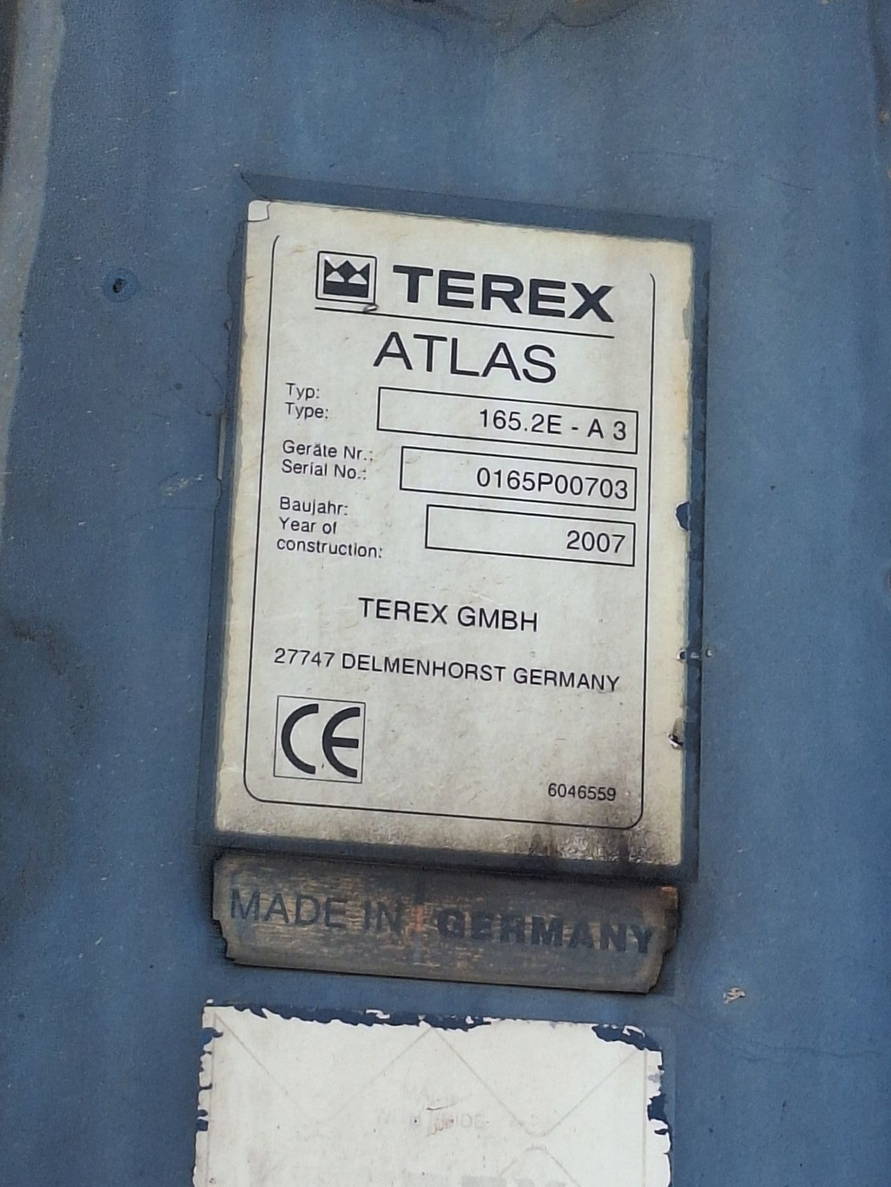 TEREX
ATLAS
Typ:
Type:
165.2E - A 3
Geräte Nr.:
Serial No.:
0165P00703
Baujahr:
Year of
construction:
2007
TEREX GMBH
27747 DELMENHORST GERMANY
CE
6046559
MADE IN GERMANY